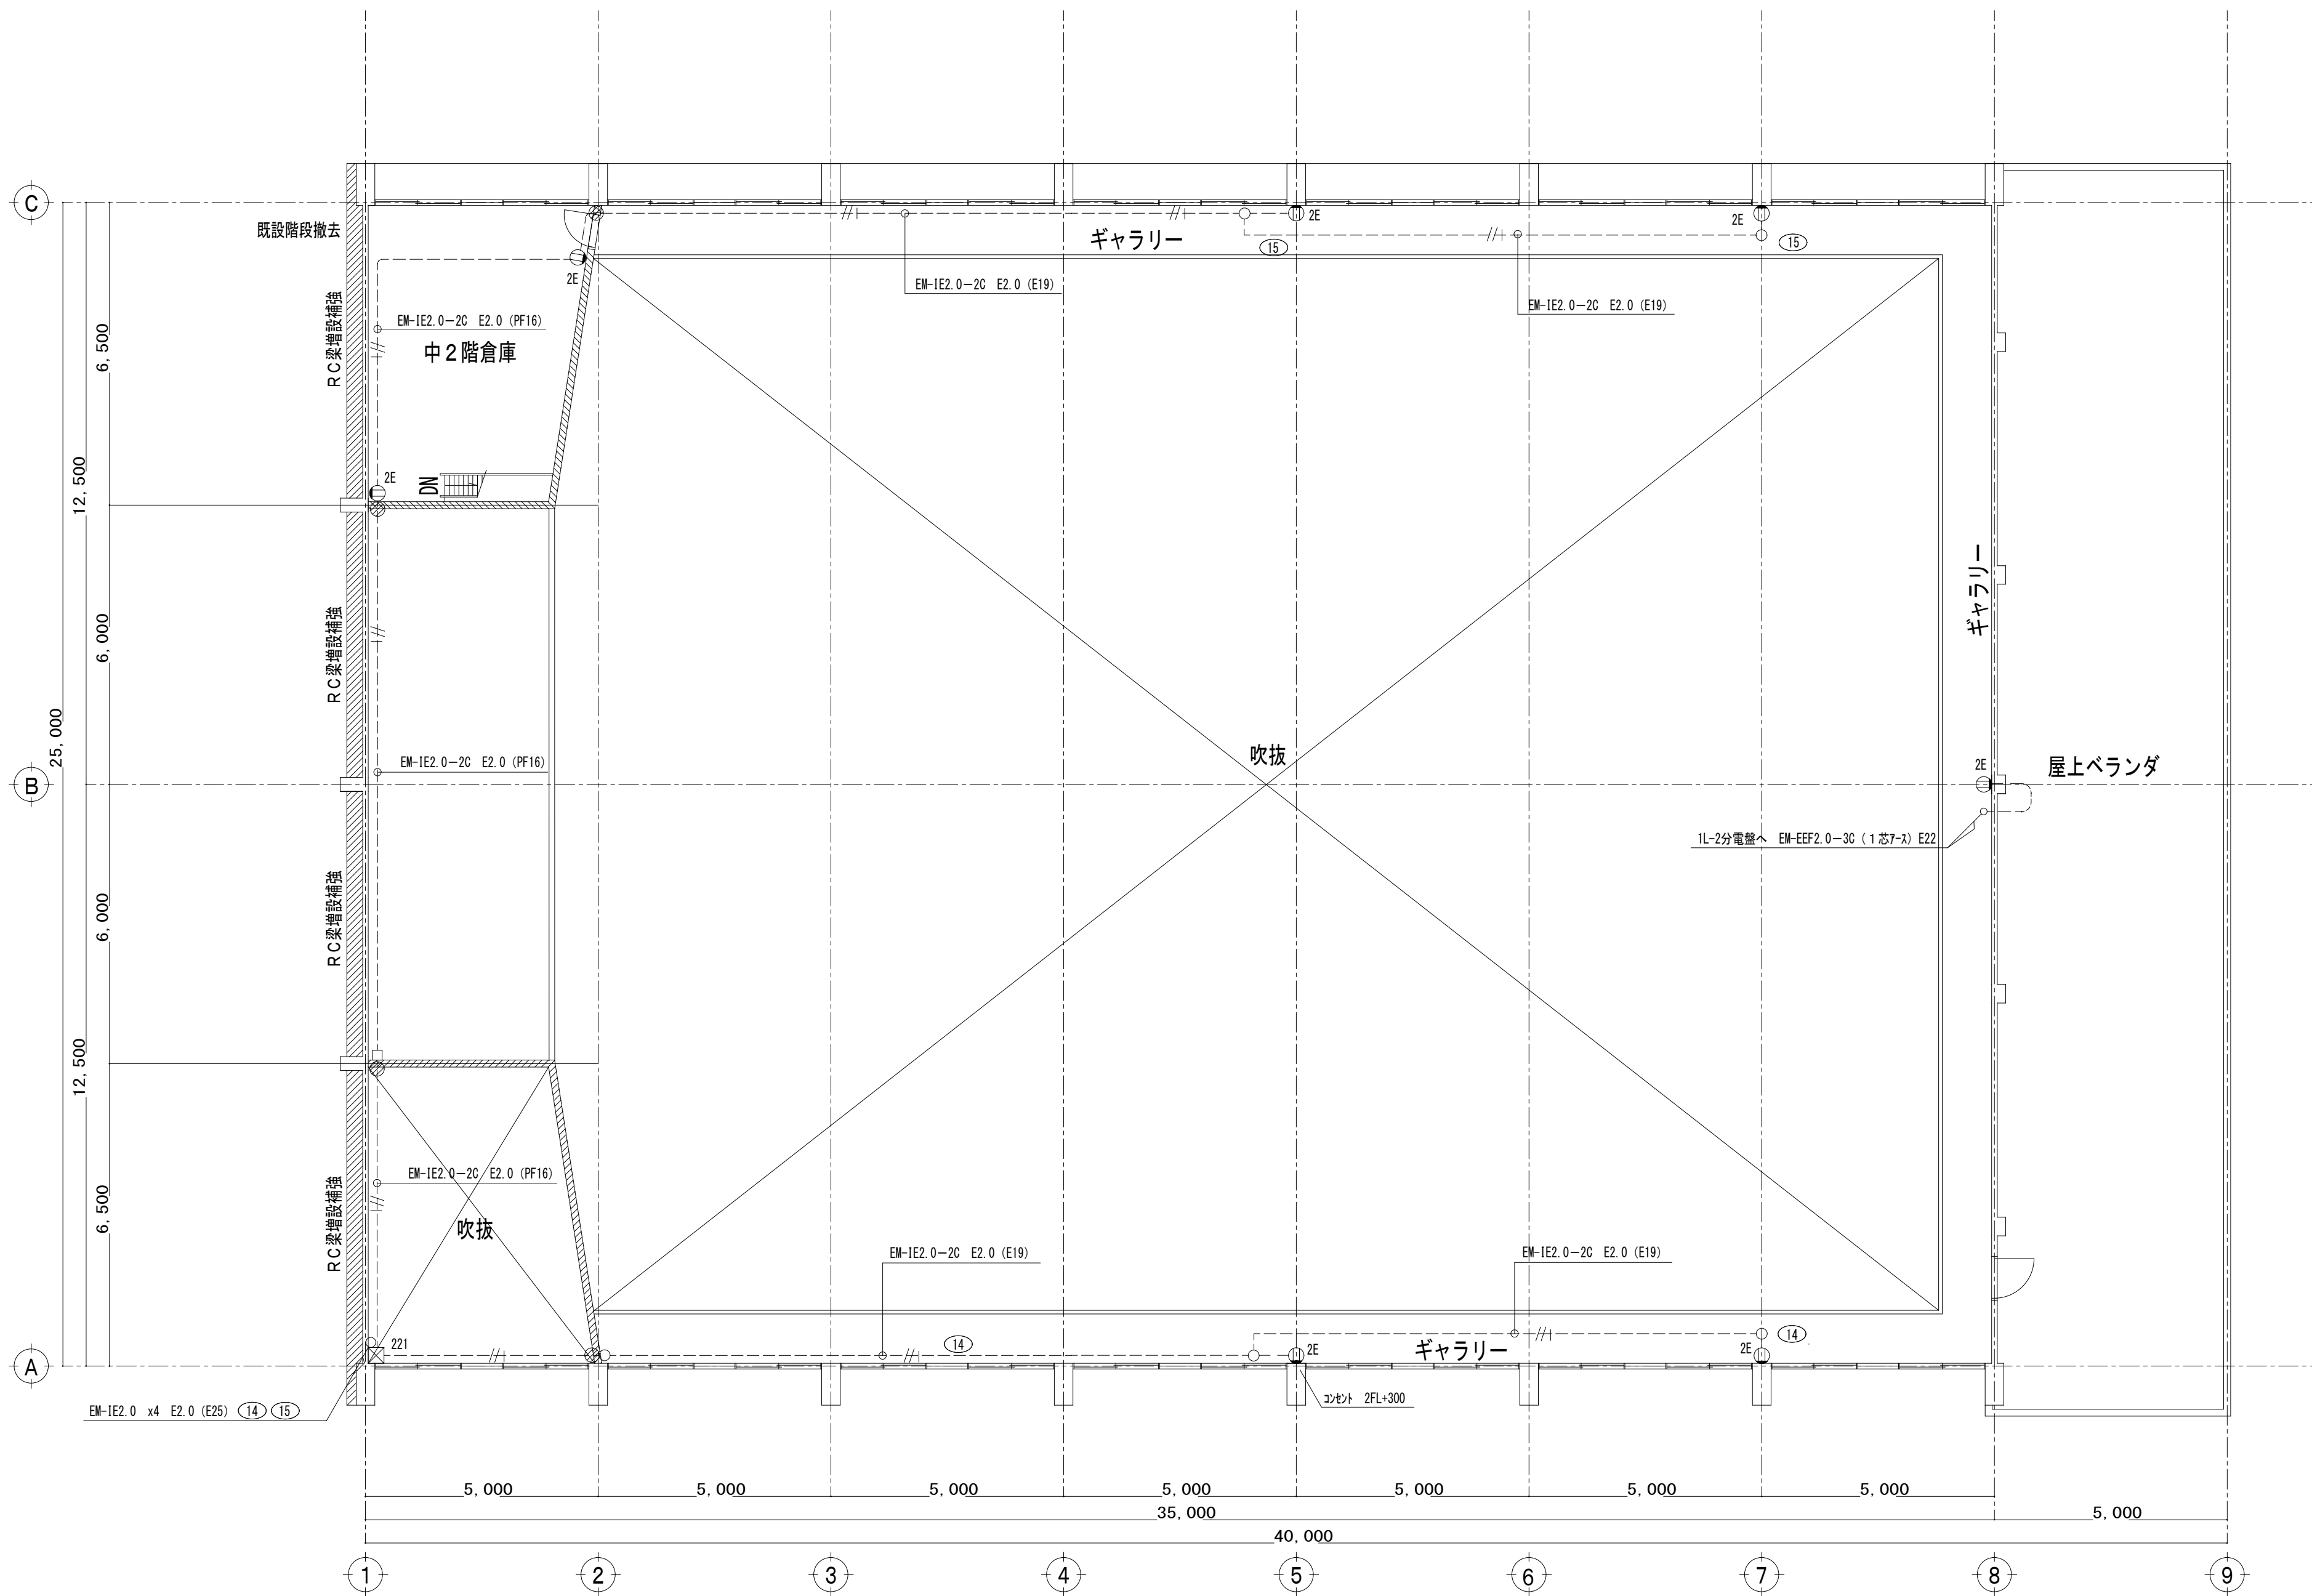 C
既設階段撤去
2E
ギャラリー
15
2E
2E
15
2E
EM-IE2.0−2C E2.0 (E19)
EM-IE2.0−2C E2.0 (E19)
EM-IE2.0−2C E2.0 (PF16)
中２階倉庫
ＲＣ梁増設補強
6,500
12,500
2E
DN
ギャラリー
ＲＣ梁増設補強
6,000
25,000
EM-IE2.0−2C E2.0 (PF16)
吹抜
2E
屋上ベランダ
B
1L-2分電盤へ EM-EEF2.0−3C (１芯ｱｰｽ) E22
ＲＣ梁増設補強
6,000
12,500
EM-IE2.0−2C E2.0 (PF16)
ＲＣ梁増設補強
6,500
吹抜
EM-IE2.0−2C E2.0 (E19)
EM-IE2.0−2C E2.0 (E19)
221
14
2E
ギャラリー
2E
14
A
ｺﾝｾﾝﾄ 2FL+300
EM-IE2.0 x4 E2.0 (E25) 14 15
5,000 5,000 5,000 5,000 5,000 5,000 5,000
35,000 5,000
40,000
1 2 3 4 5 6 7 8 9